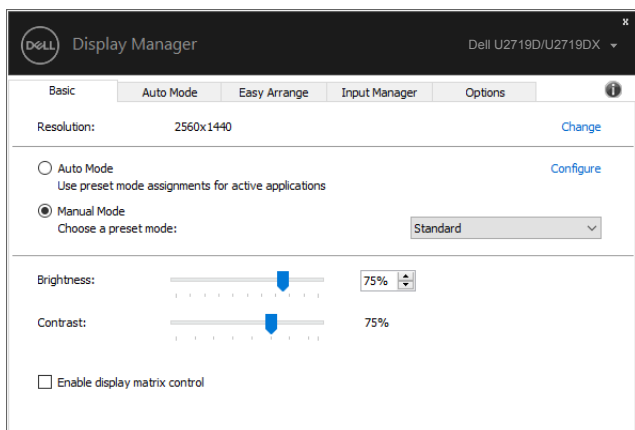 x
DELL Display Manager Dell U2719D/U2719DX
Basic Auto Mode Easy Arrange Input Manager Options i
Resolution: 2560x1440 Change
Auto Mode Configure
Use preset mode assignments for active applications
Manual Mode
Choose a preset mode: Standard
Brightness: 75%
Contrast: 75%
Enable display matrix control